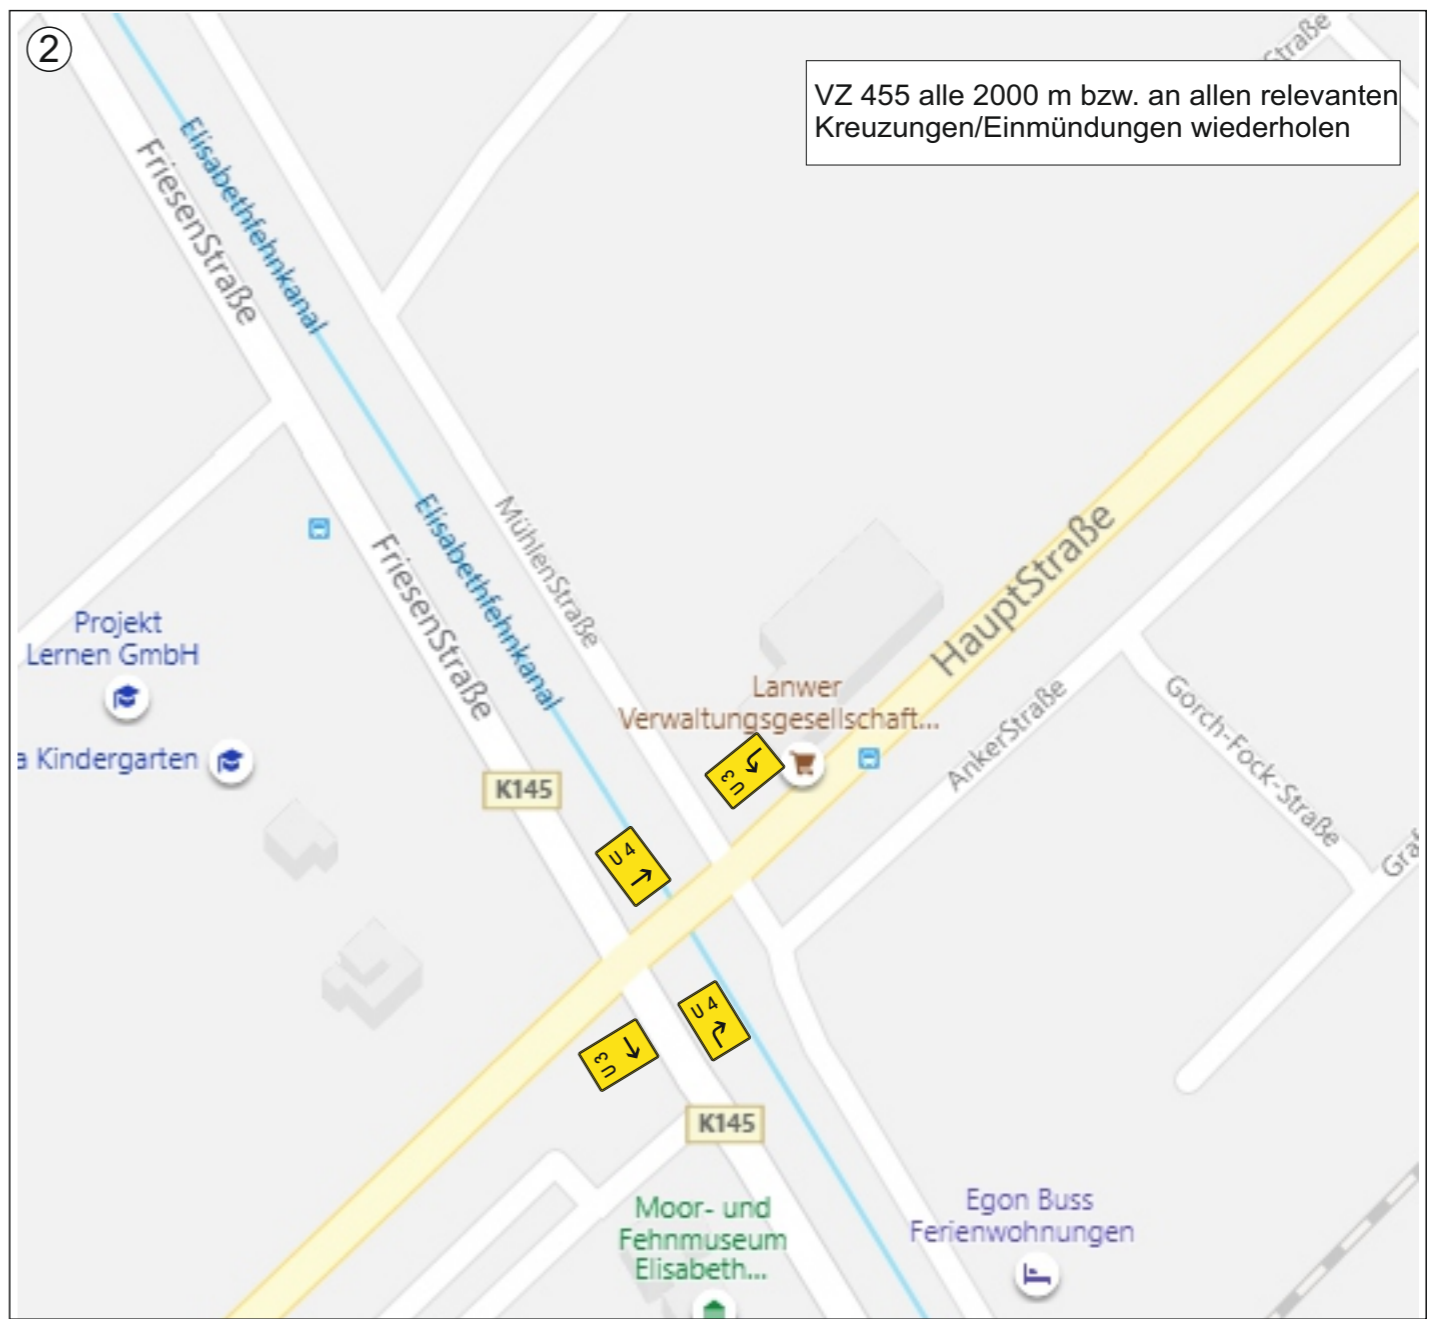 2
Straße
VZ 455 alle 2000 m bzw. an allen relevanten
Kreuzungen/Einmündungen wiederholen
Elisabethfehnkanal
FriesenStraße
Elisabethfehnkanal
MühlenStraße
FriesenStraße
HauptStraße
Projekt
Lernen GmbH
a Kindergarten
Lanwer
Verwaltungsgesellschaft...
AnkerStraße
Gorch-Fock-Straße
Graf
K145
U 3
U 4
U 4
U 3
K145
Moor- und
Fehnmuseum
Elisabeth...
Egon Buss
Ferienwohnungen